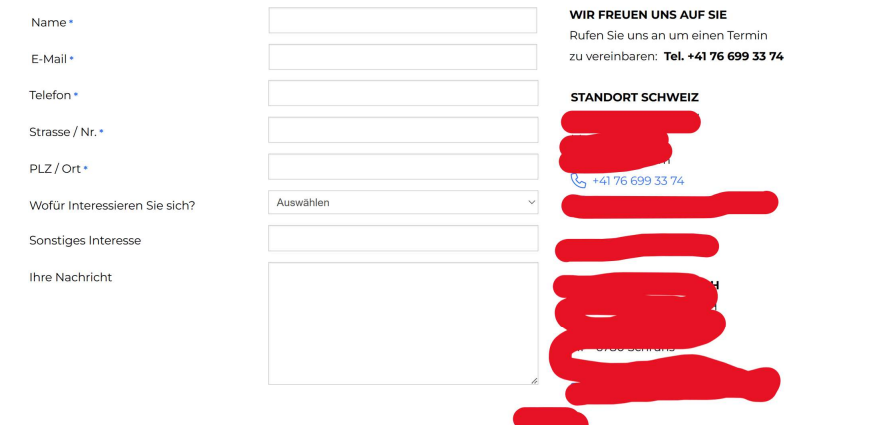 Name *
E-Mail *
Telefon *
Strasse / Nr. *
PLZ / Ort *
Wofür Interessieren Sie sich?
Auswählen
Sonstiges Interesse
Ihre Nachricht
WIR FREUEN UNS AUF SIE
Rufen Sie uns an um einen Termin
zu vereinbaren: Tel. +41 76 699 33 74
STANDORT SCHWEIZ
+41 76 699 33 74